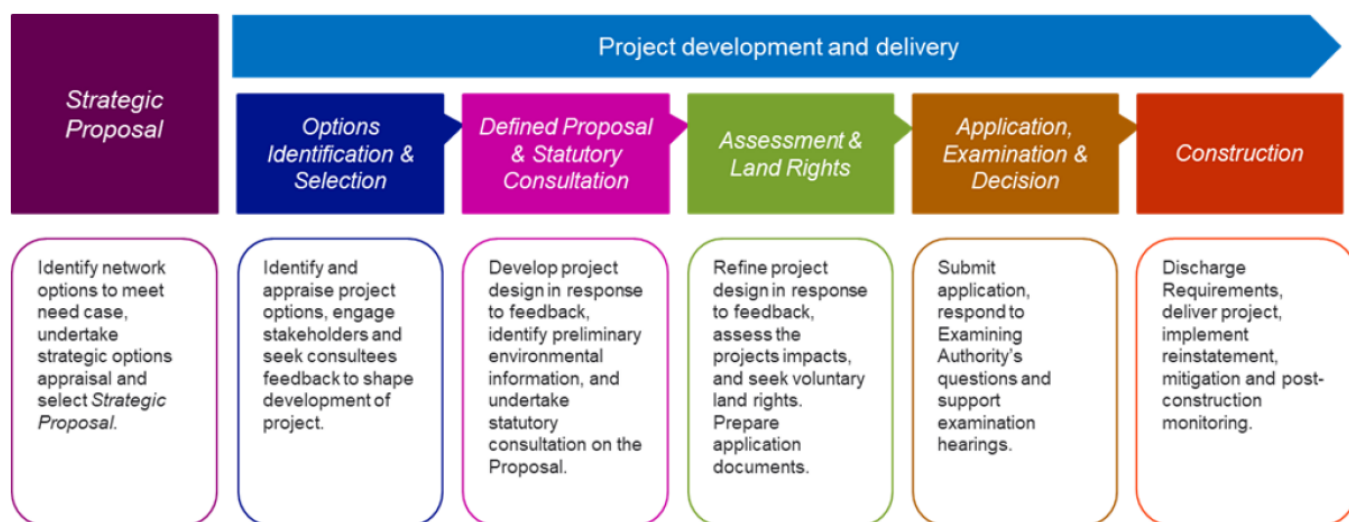 Project development and delivery
Strategic
Proposal
Options
Identification &
Selection
Defined Proposal
& Statutory
Consultation
Assessment &
Land Rights
Application,
Examination &
Decision
Construction
Identify network
options to meet
need case,
undertake
strategic options
appraisal and
select Strategic
Proposal.
Identify and
appraise project
options, engage
stakeholders and
seek consultees
feedback to shape
development of
project.
Develop project
design in response
to feedback,
identify preliminary
environmental
information, and
undertake
statutory
consultation on the
Proposal.
Refine project
design in response
to feedback,
assess the
projects impacts,
and seek voluntary
land rights.
Prepare
application
documents.
Submit
application,
respond to
Examining
Authority's
questions and
support
examination
hearings.
Discharge
Requirements,
deliver project,
implement
reinstatement,
mitigation and post-
construction
monitoring.